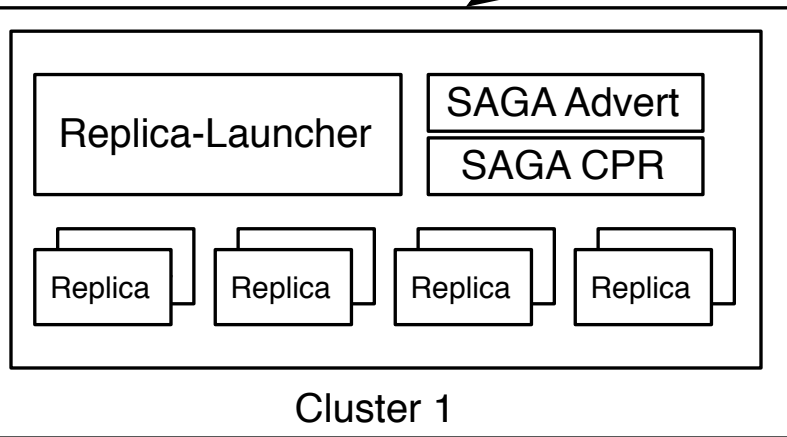 Replica-Launcher
SAGA Advert
SAGA CPR
Replica
Replica
Replica
Replica
Cluster 1